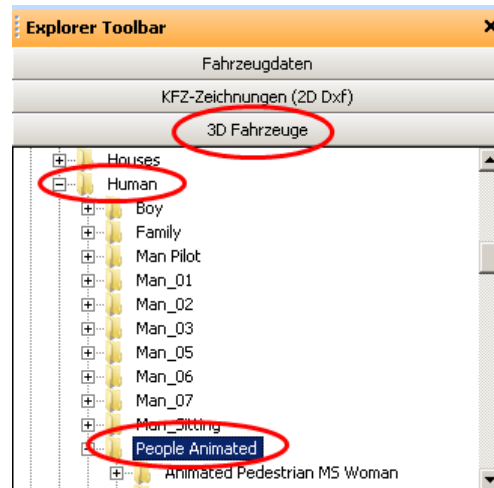 Explorer Toolbar
Fahrzeugdaten
KFZ-Zeichnungen (2D Dxf)
3D Fahrzeuge
Houses
Human
Boy
Family
Man Pilot
Man_01
Man_02
Man_03
Man_05
Man_06
Man_07
Man_Sitting
People Animated
Animated Pedestrian MS Woman